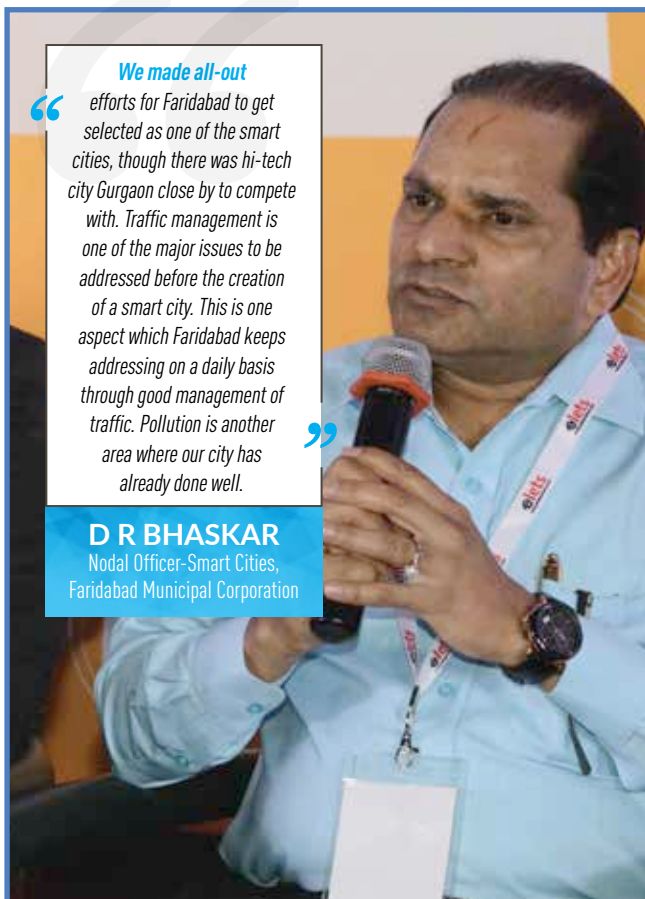 We made all-out
efforts for Faridabad to get
selected as one of the smart
cities, though there was hi-tech
city Gurgaon close by to compete
with. Traffic management is
one of the major issues to be
addressed before the creation
of a smart city. This is one
aspect which Faridabad keeps
addressing on a daily basis
through good management of
traffic. Pollution is another
area where our city has
already done well.
D R BHASKAR
Nodal Officer-Smart Cities,
Faridabad Municipal Corporation
elets
elets
elets
elets